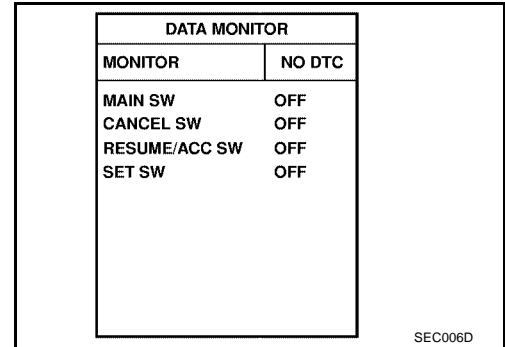 DATA MONITOR
MONITOR NO DTC
MAIN SW OFF
CANCEL SW OFF
RESUME/ACC SW OFF
SET SW OFF
SEC006D